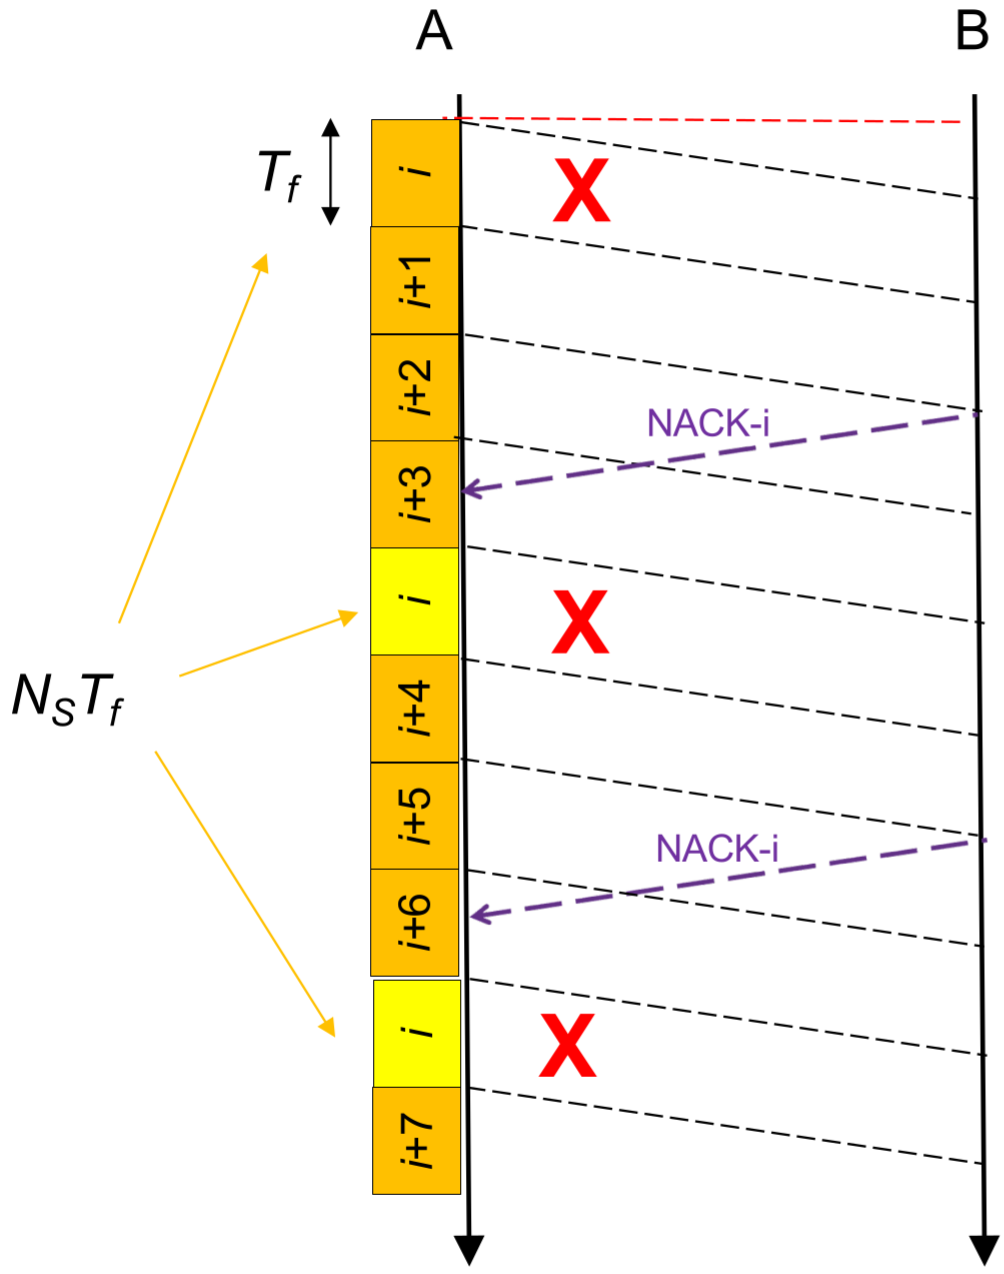 A
B
T_f
i
X
i+1
i+2
NACK-i
i+3
i
X
N_S T_f
i+4
i+5
NACK-i
i+6
i
X
i+7